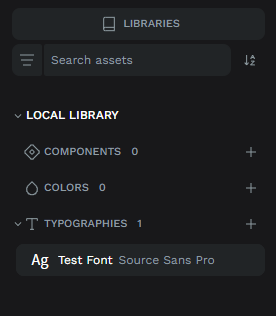 LIBRARIES
Search assets
LOCAL LIBRARY
COMPONENTS 0
COLORS 0
TYPOGRAPHIES 1
Ag Test Font Source Sans Pro